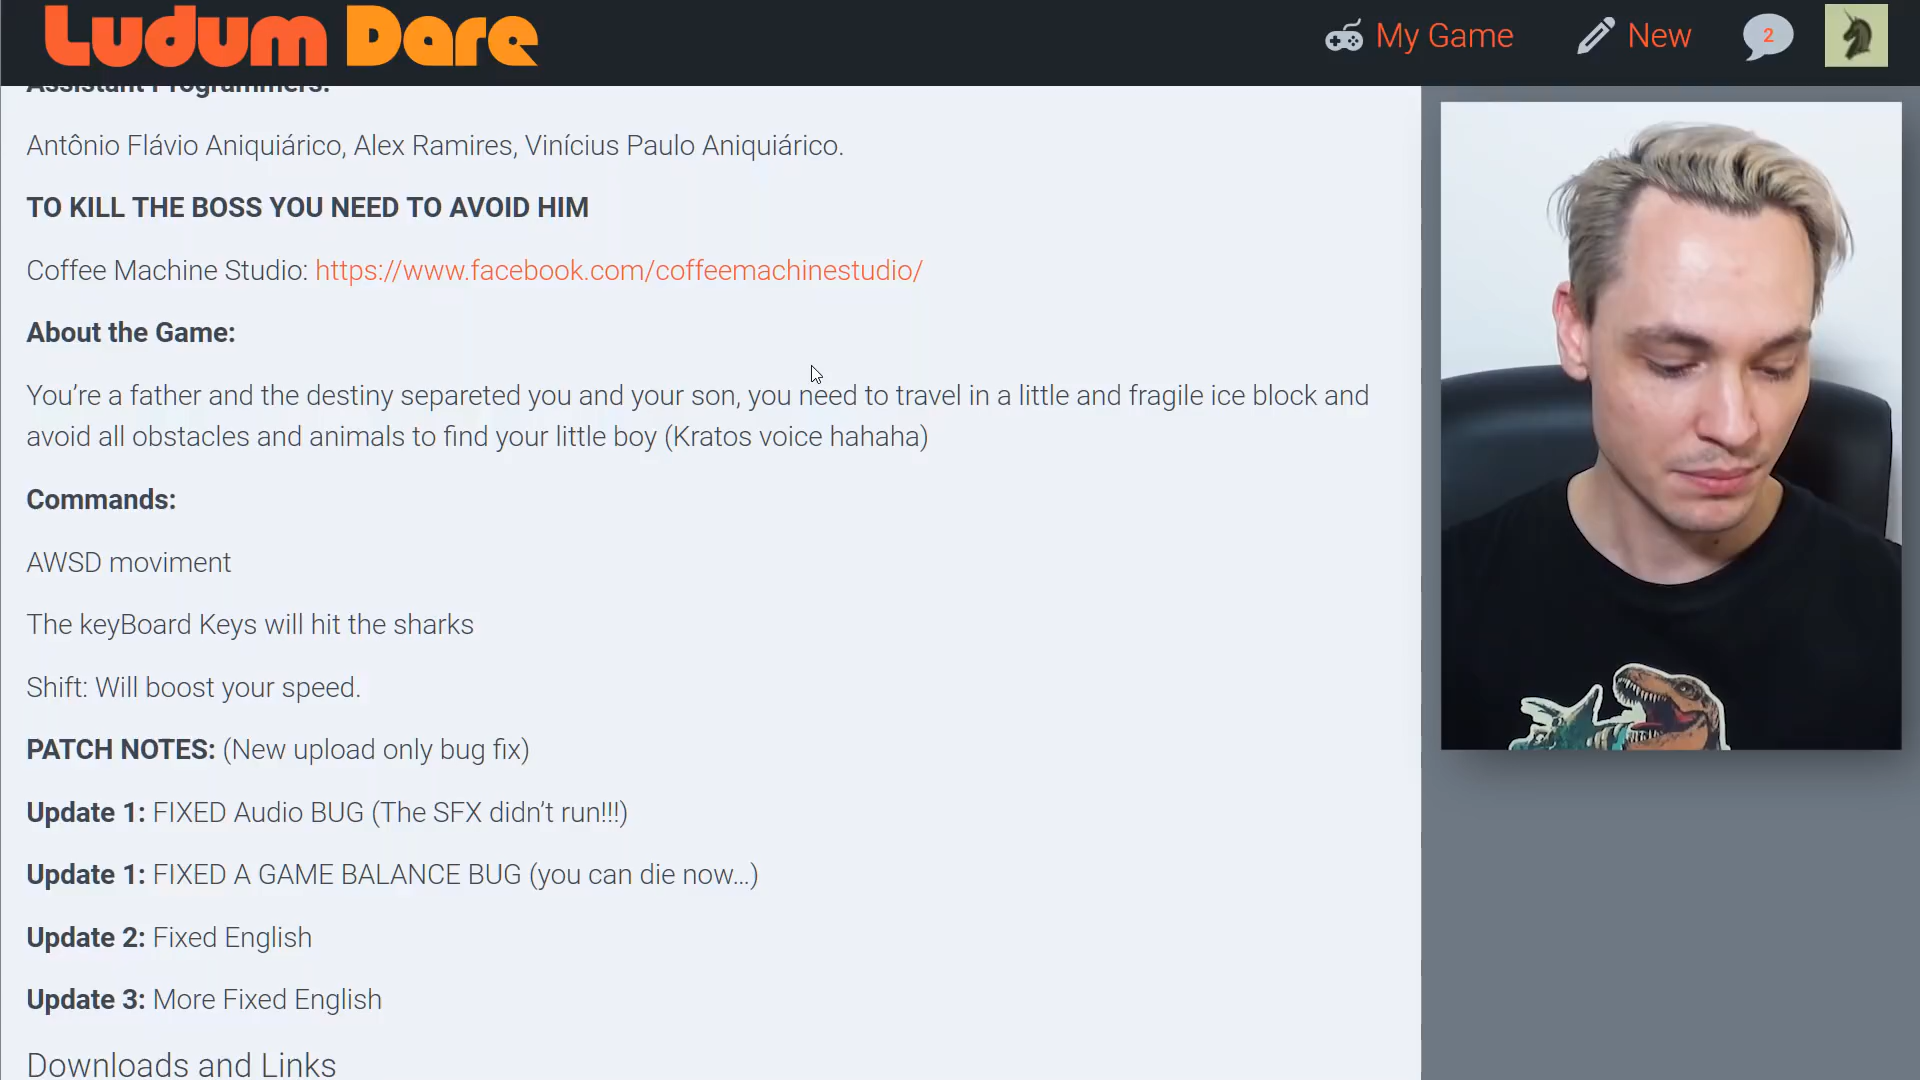 Ludum Dare
My Game
New
2
Assistant Programmers:
Antônio Flávio Aniquiárico, Alex Ramires, Vinícius Paulo Aniquiárico.
TO KILL THE BOSS YOU NEED TO AVOID HIM
Coffee Machine Studio: https://www.facebook.com/coffeemachinestudio/
About the Game:
You’re a father and the destiny separeted you and your son, you need to travel in a little and fragile ice block and
avoid all obstacles and animals to find your little boy (Kratos voice hahaha)
Commands:
AWSD moviment
The keyBoard Keys will hit the sharks
Shift: Will boost your speed.
PATCH NOTES: (New upload only bug fix)
Update 1: FIXED Audio BUG (The SFX didn’t run!!!)
Update 1: FIXED A GAME BALANCE BUG (you can die now…)
Update 2: Fixed English
Update 3: More Fixed English
Downloads and Links